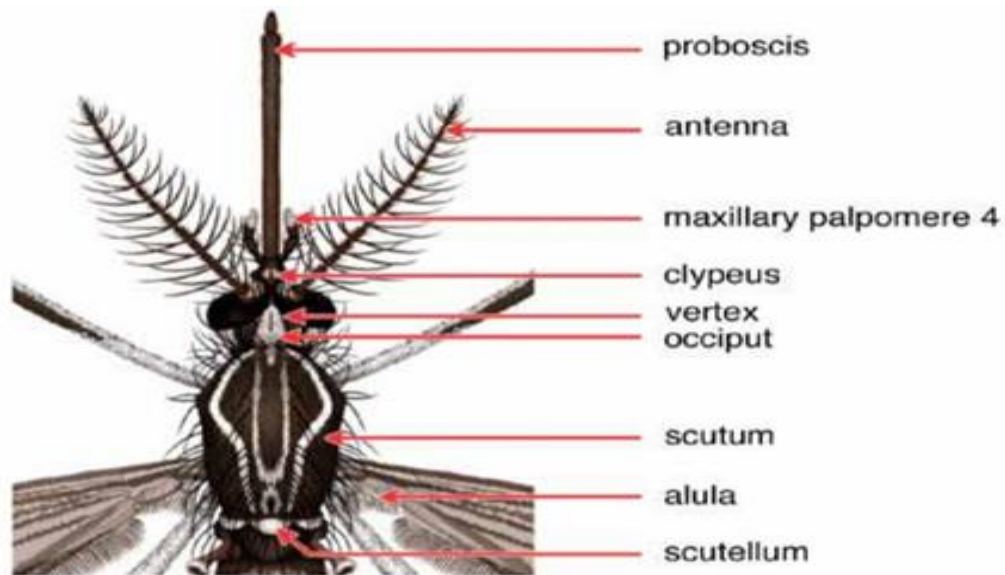 proboscis
antenna
maxillary palpomere 4
clypeus
vertex
occiput
scutum
alula
scutellum